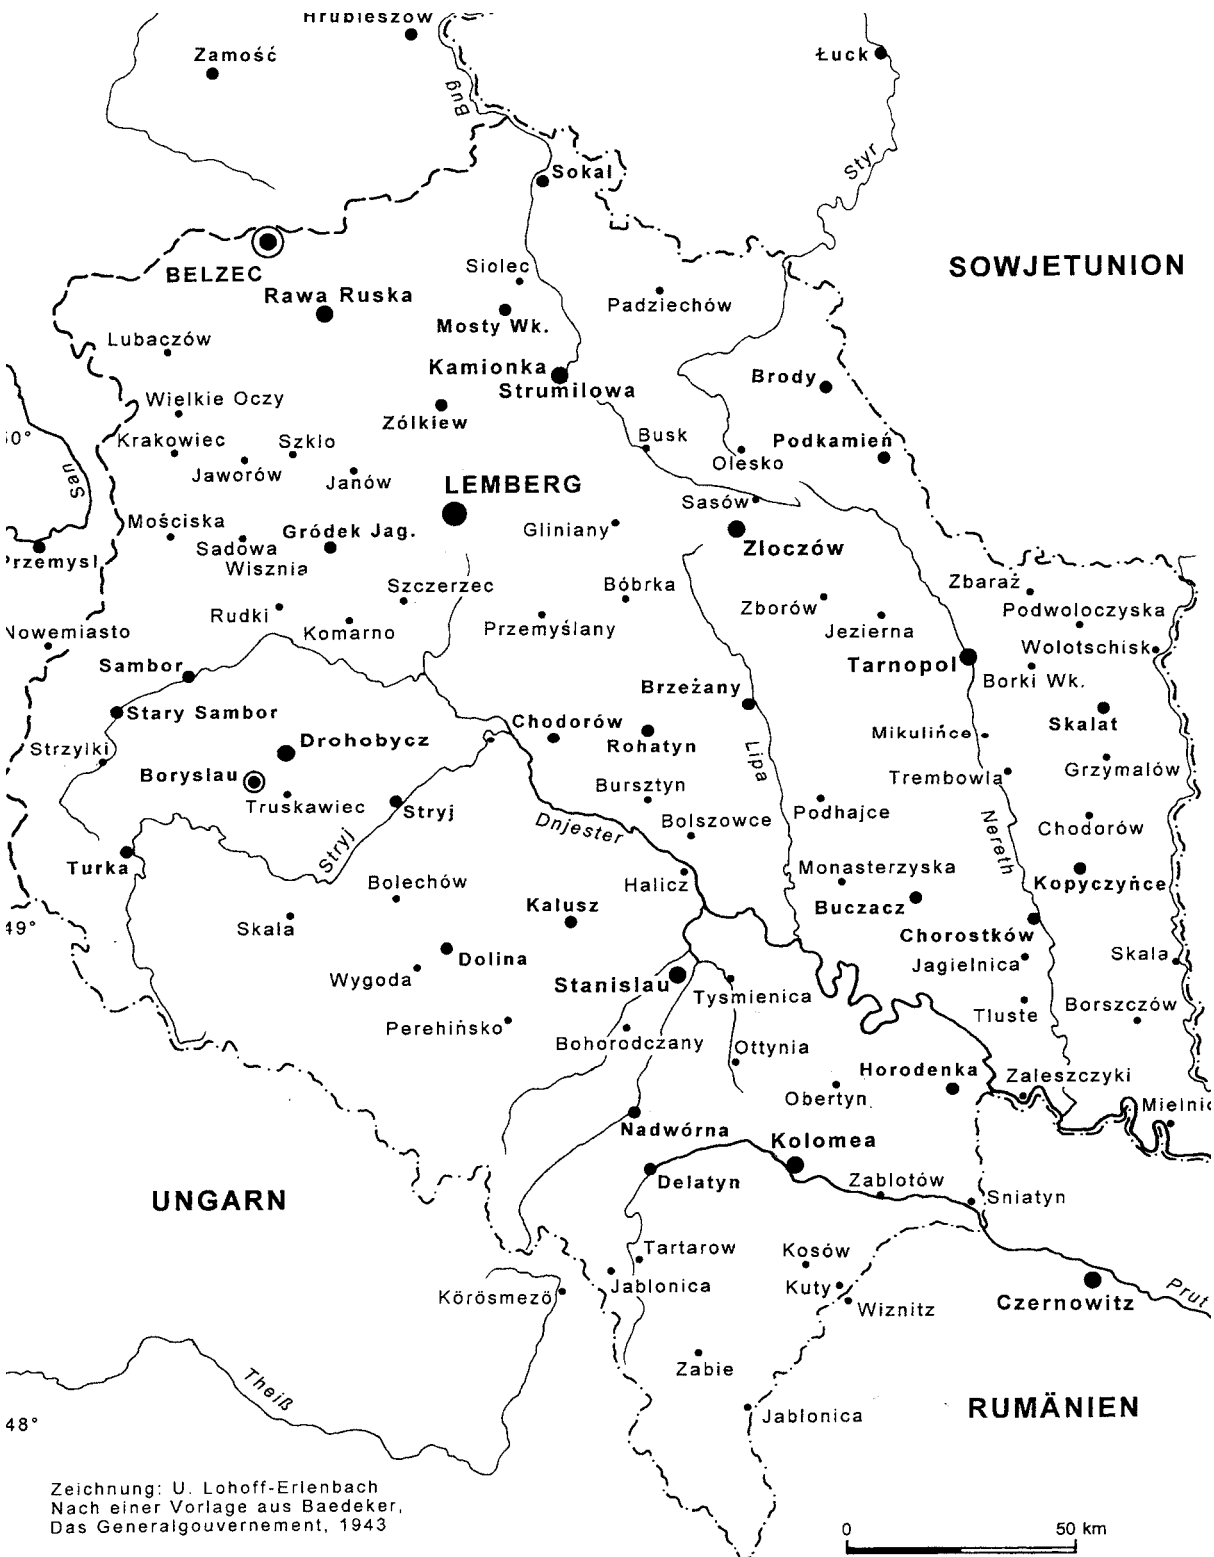 Hrubieszów
Zamość
Łuck
Bug
Styr
Sokal
BELZEC
SOWJETUNION
Siolec
Rawa Ruska
Padziechów
Mosty Wk.
Lubaczów
Kamionka
Strumilowa
Brody
Wielkie Oczy
Zólkiew
50°
Krakowiec
Szklo
Busk
Podkamień
Jaworów
Janów
Olesko
San
LEMBERG
Sasów
Mościska
Gródek Jag.
Gliniany
Sadowa
Wisznia
Zloczów
Przemysl
Szczerzec
Bóbrka
Zbaraż
Rudki
Komarno
Przemyślany
Zborów
Podwoloczyska
Jezierna
Nowemiasto
Wolotschisk
Sambor
Tarnopol
Borki Wk.
Brzeżany
Stary Sambor
Chodorów
Skalat
Strzylki
Drohobycz
Rohatyn
Mikulińce
Lipa
Boryslau
Trembowla
Grzymalów
Truskawiec
Bursztyn
Stryj
Podhajce
Dnjester
Bolszowce
Chodorów
Stryj
Nereth
Turka
Bolechów
Halicz
Monasterzyska
Kopyczyńce
Kalusz
Buczacz
49°
Skala
Chorostków
Dolina
Jagielnica
Skala
Wygoda
Stanislau
Tysmienica
Tluste
Borszczów
Perehińsko
Bohorodczany
Ottynia
Horodenka
Zaleszczyki
Obertyn
Mielnic
Nadwórna
Kolomea
Delatyn
Zablotów
UNGARN
Sniatyn
Tartarow
Kosów
Jablonica
Kuty
Körösmezö
Wiznitz
Czernowitz
Prut
Zabie
Theiß
Jablonica
RUMÄNIEN
48°
Zeichnung: U. Lohoff-Erlenbach
Nach einer Vorlage aus Baedeker,
Das Generalgouvernement, 1943
0 50 km